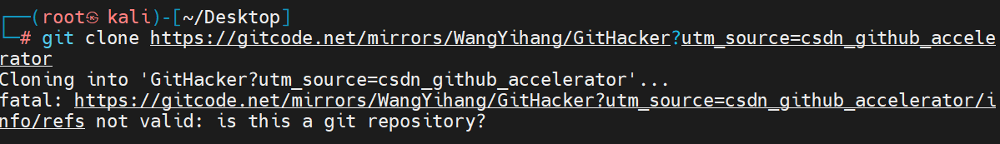 ┌──(root㉿ kali)-[~/Desktop]
└─# git clone https://gitcode.net/mirrors/WangYihang/GitHacker?utm_source=csdn_github_accele
rator
Cloning into 'GitHacker?utm_source=csdn_github_accelerator'...
fatal: https://gitcode.net/mirrors/WangYihang/GitHacker?utm_source=csdn_github_accelerator/i
nfo/refs not valid: is this a git repository?